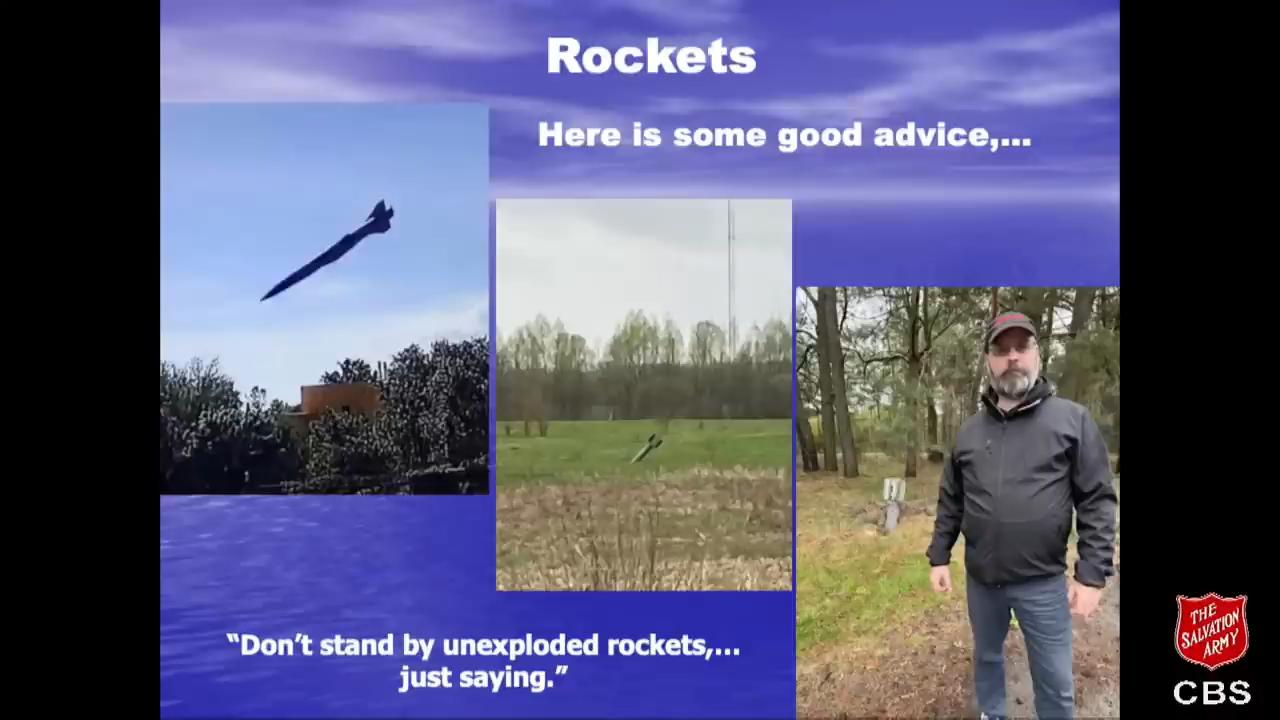 Rockets
Here is some good advice,...
“Don’t stand by unexploded rockets,...
just saying.”
THE
SALVATION
ARMY
CBS